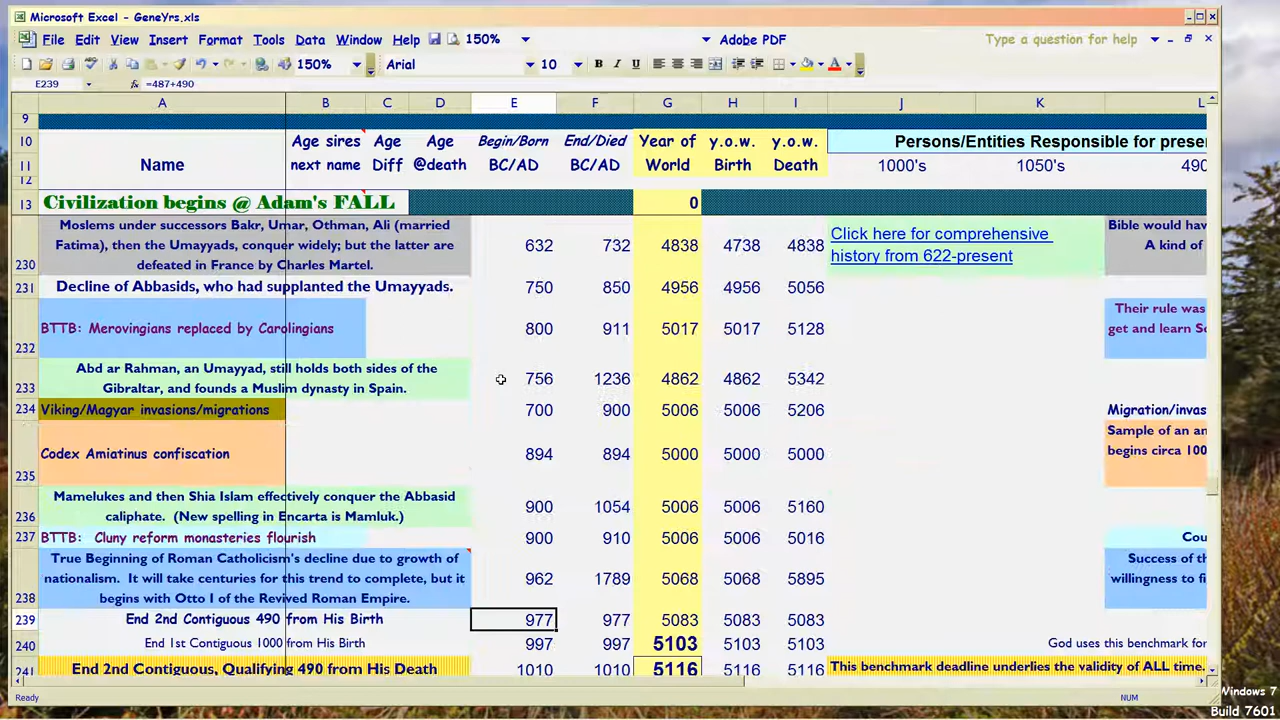 Microsoft Excel - GeneYrs.xls
File Edit View Insert Format Tools Data Window Help 150% Adobe PDF Type a question for help
150% Arial 10 B I U
E239 fx =487+490
A B C D E F G H I J K L
9
10 Age sires Age Age Begin/Born End/Died Year of y.o.w. y.o.w. Persons/Entities Responsible for prese
11 Name next name Diff @death BC/AD BC/AD World Birth Death 1000's 1050's 490
12
13 Civilization begins @ Adam's FALL 0
Moslems under successors Bakr, Umar, Othman, Ali (married
Fatima), then the Umayyads, conquer widely; but the latter are
defeated in France by Charles Martel.
230 632 732 4838 4738 4838
Click here for comprehensive
history from 622-present
Bible would hav
A kind of
231 Decline of Abbasids, who had supplanted the Umayyads. 750 850 4956 4956 5056
232 BTTB: Merovingians replaced by Carolingians 800 911 5017 5017 5128
Their rule was
get and learn Sc
Abd ar Rahman, an Umayyad, still holds both sides of the
Gibraltar, and founds a Muslim dynasty in Spain.
233 756 1236 4862 4862 5342
234 Viking/Magyar invasions/migrations 700 900 5006 5006 5206 Migration/invas
235 Codex Amiatinus confiscation 894 894 5000 5000 5000
Sample of an an
begins circa 100
Mamelukes and then Shia Islam effectively conquer the Abbasid
caliphate. (New spelling in Encarta is Mamluk.)
236 900 1054 5006 5006 5160
237 BTTB: Cluny reform monasteries flourish 900 910 5006 5006 5016 Cou
True Beginning of Roman Catholicism's decline due to growth of
nationalism. It will take centuries for this trend to complete, but it
begins with Otto I of the Revived Roman Empire.
238 962 1789 5068 5068 5895
Success of th
willingness to fi
239 End 2nd Contiguous 490 from His Birth 977 977 5083 5083 5083
240 End 1st Contiguous 1000 from His Birth 997 997 5103 5103 5103 God uses this benchmark for
241 End 2nd Contiguous, Qualifying 490 from His Death 1010 1010 5116 5116 5116 This benchmark deadline underlies the validity of ALL time.
Ready NUM
Windows 7
Build 7601